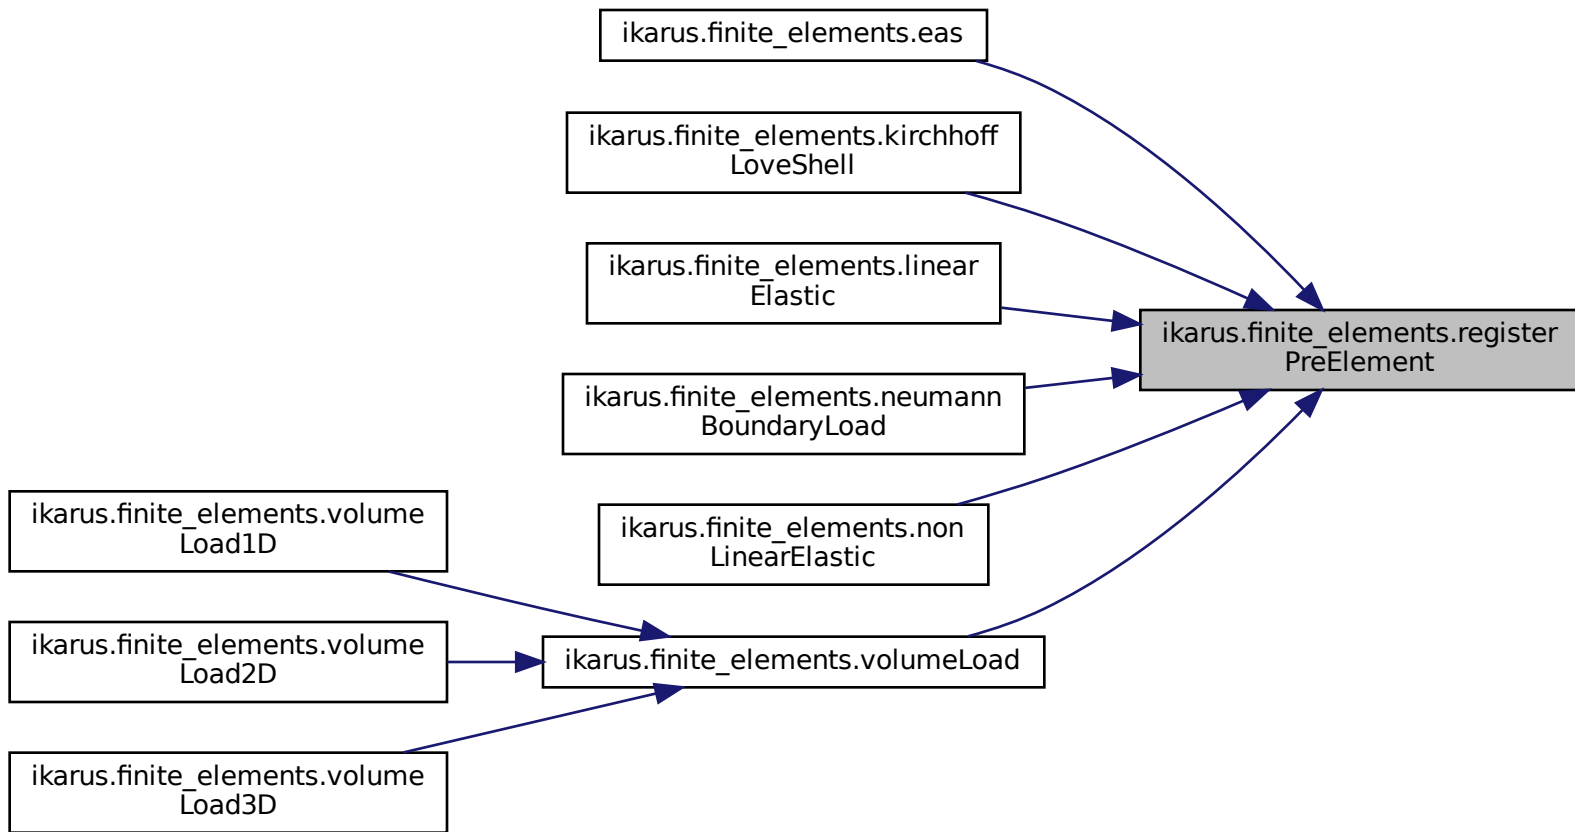 ikarus.finite_elements.eas
ikarus.finite_elements.kirchhoff
LoveShell
ikarus.finite_elements.linear
Elastic
ikarus.finite_elements.register
PreElement
ikarus.finite_elements.neumann
BoundaryLoad
ikarus.finite_elements.non
LinearElastic
ikarus.finite_elements.volume
Load1D
ikarus.finite_elements.volume
Load2D
ikarus.finite_elements.volumeLoad
ikarus.finite_elements.volume
Load3D